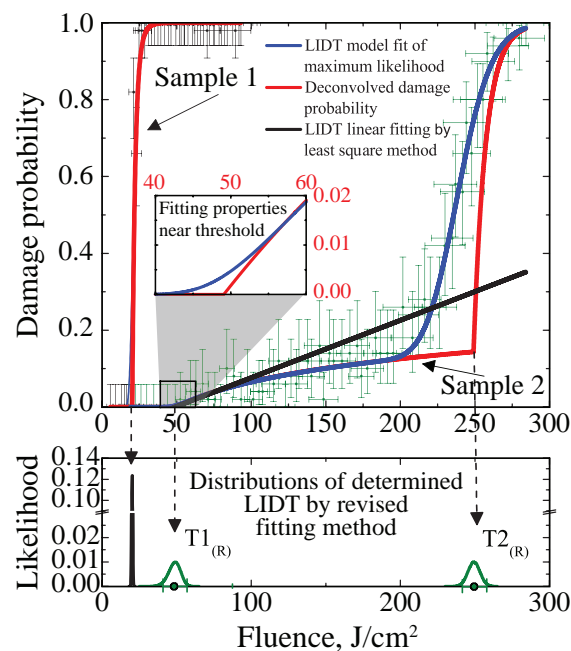 1.0
0.8
0.6
0.4
0.2
0.0
Damage probability
Sample 1
LIDT model fit of
maximum likelihood
Deconvolved damage
probability
LIDT linear fitting by
least square method
40 50 60
0.02
0.01
0.00
Fitting properties
near threshold
Sample 2
0 50 100 150 200 250 300
0.14
0.10
0.01
0.00
Likelihood
Distributions of determined
LIDT by revised
fitting method
T1(R)
T2(R)
0 50 100 150 200 250 300
Fluence, J/cm²